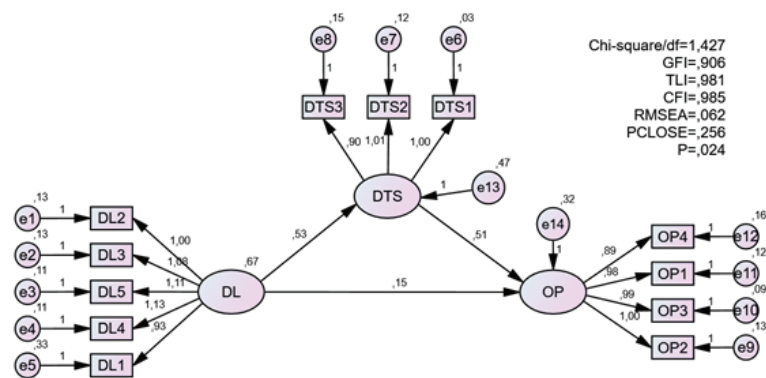 ,15
,12
,03
e8
e7
e6
1
1
1
DTS3
DTS2
DTS1
,90
1,01
1,00
Chi-square/df=1,427
GFI=,906
TLI=,981
CFI=,985
RMSEA=,062
PCLOSE=,256
P=,024
DTS
1
e13
,47
,13
e1
1
DL2
,13
e2
1
DL3
,11
e3
1
DL5
,11
e4
1
DL4
,33
e5
1
DL1
1,00
1,08
1,11
1,13
,93
DL
,67
,53
,15
,51
,32
e14
1
OP
,89
,98
,99
1,00
OP4
1
e12
,16
OP1
1
e11
,12
OP3
1
e10
,09
OP2
1
e9
,13